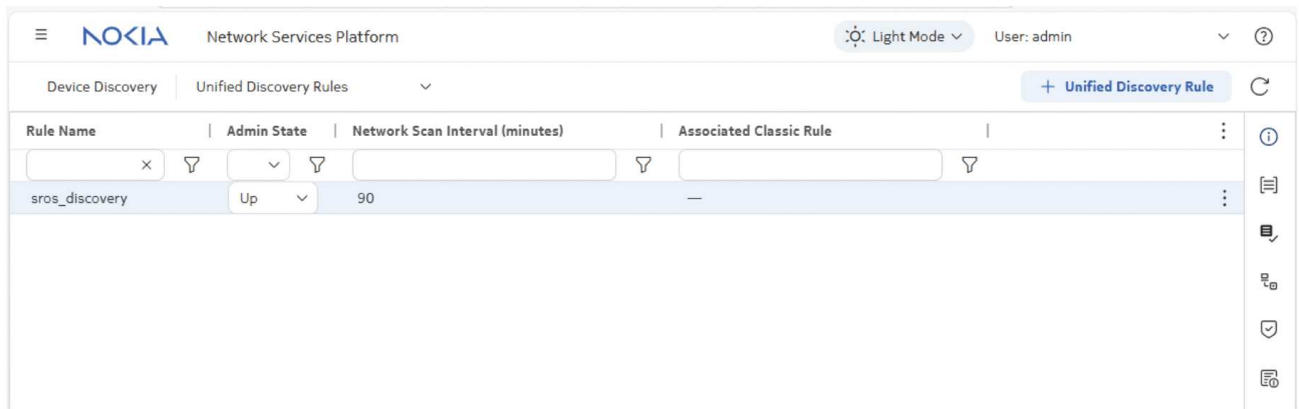 NOKIA Network Services Platform Light Mode User: admin
Device Discovery Unified Discovery Rules + Unified Discovery Rule
Rule Name Admin State Network Scan Interval (minutes) Associated Classic Rule
sros_discovery Up 90 —